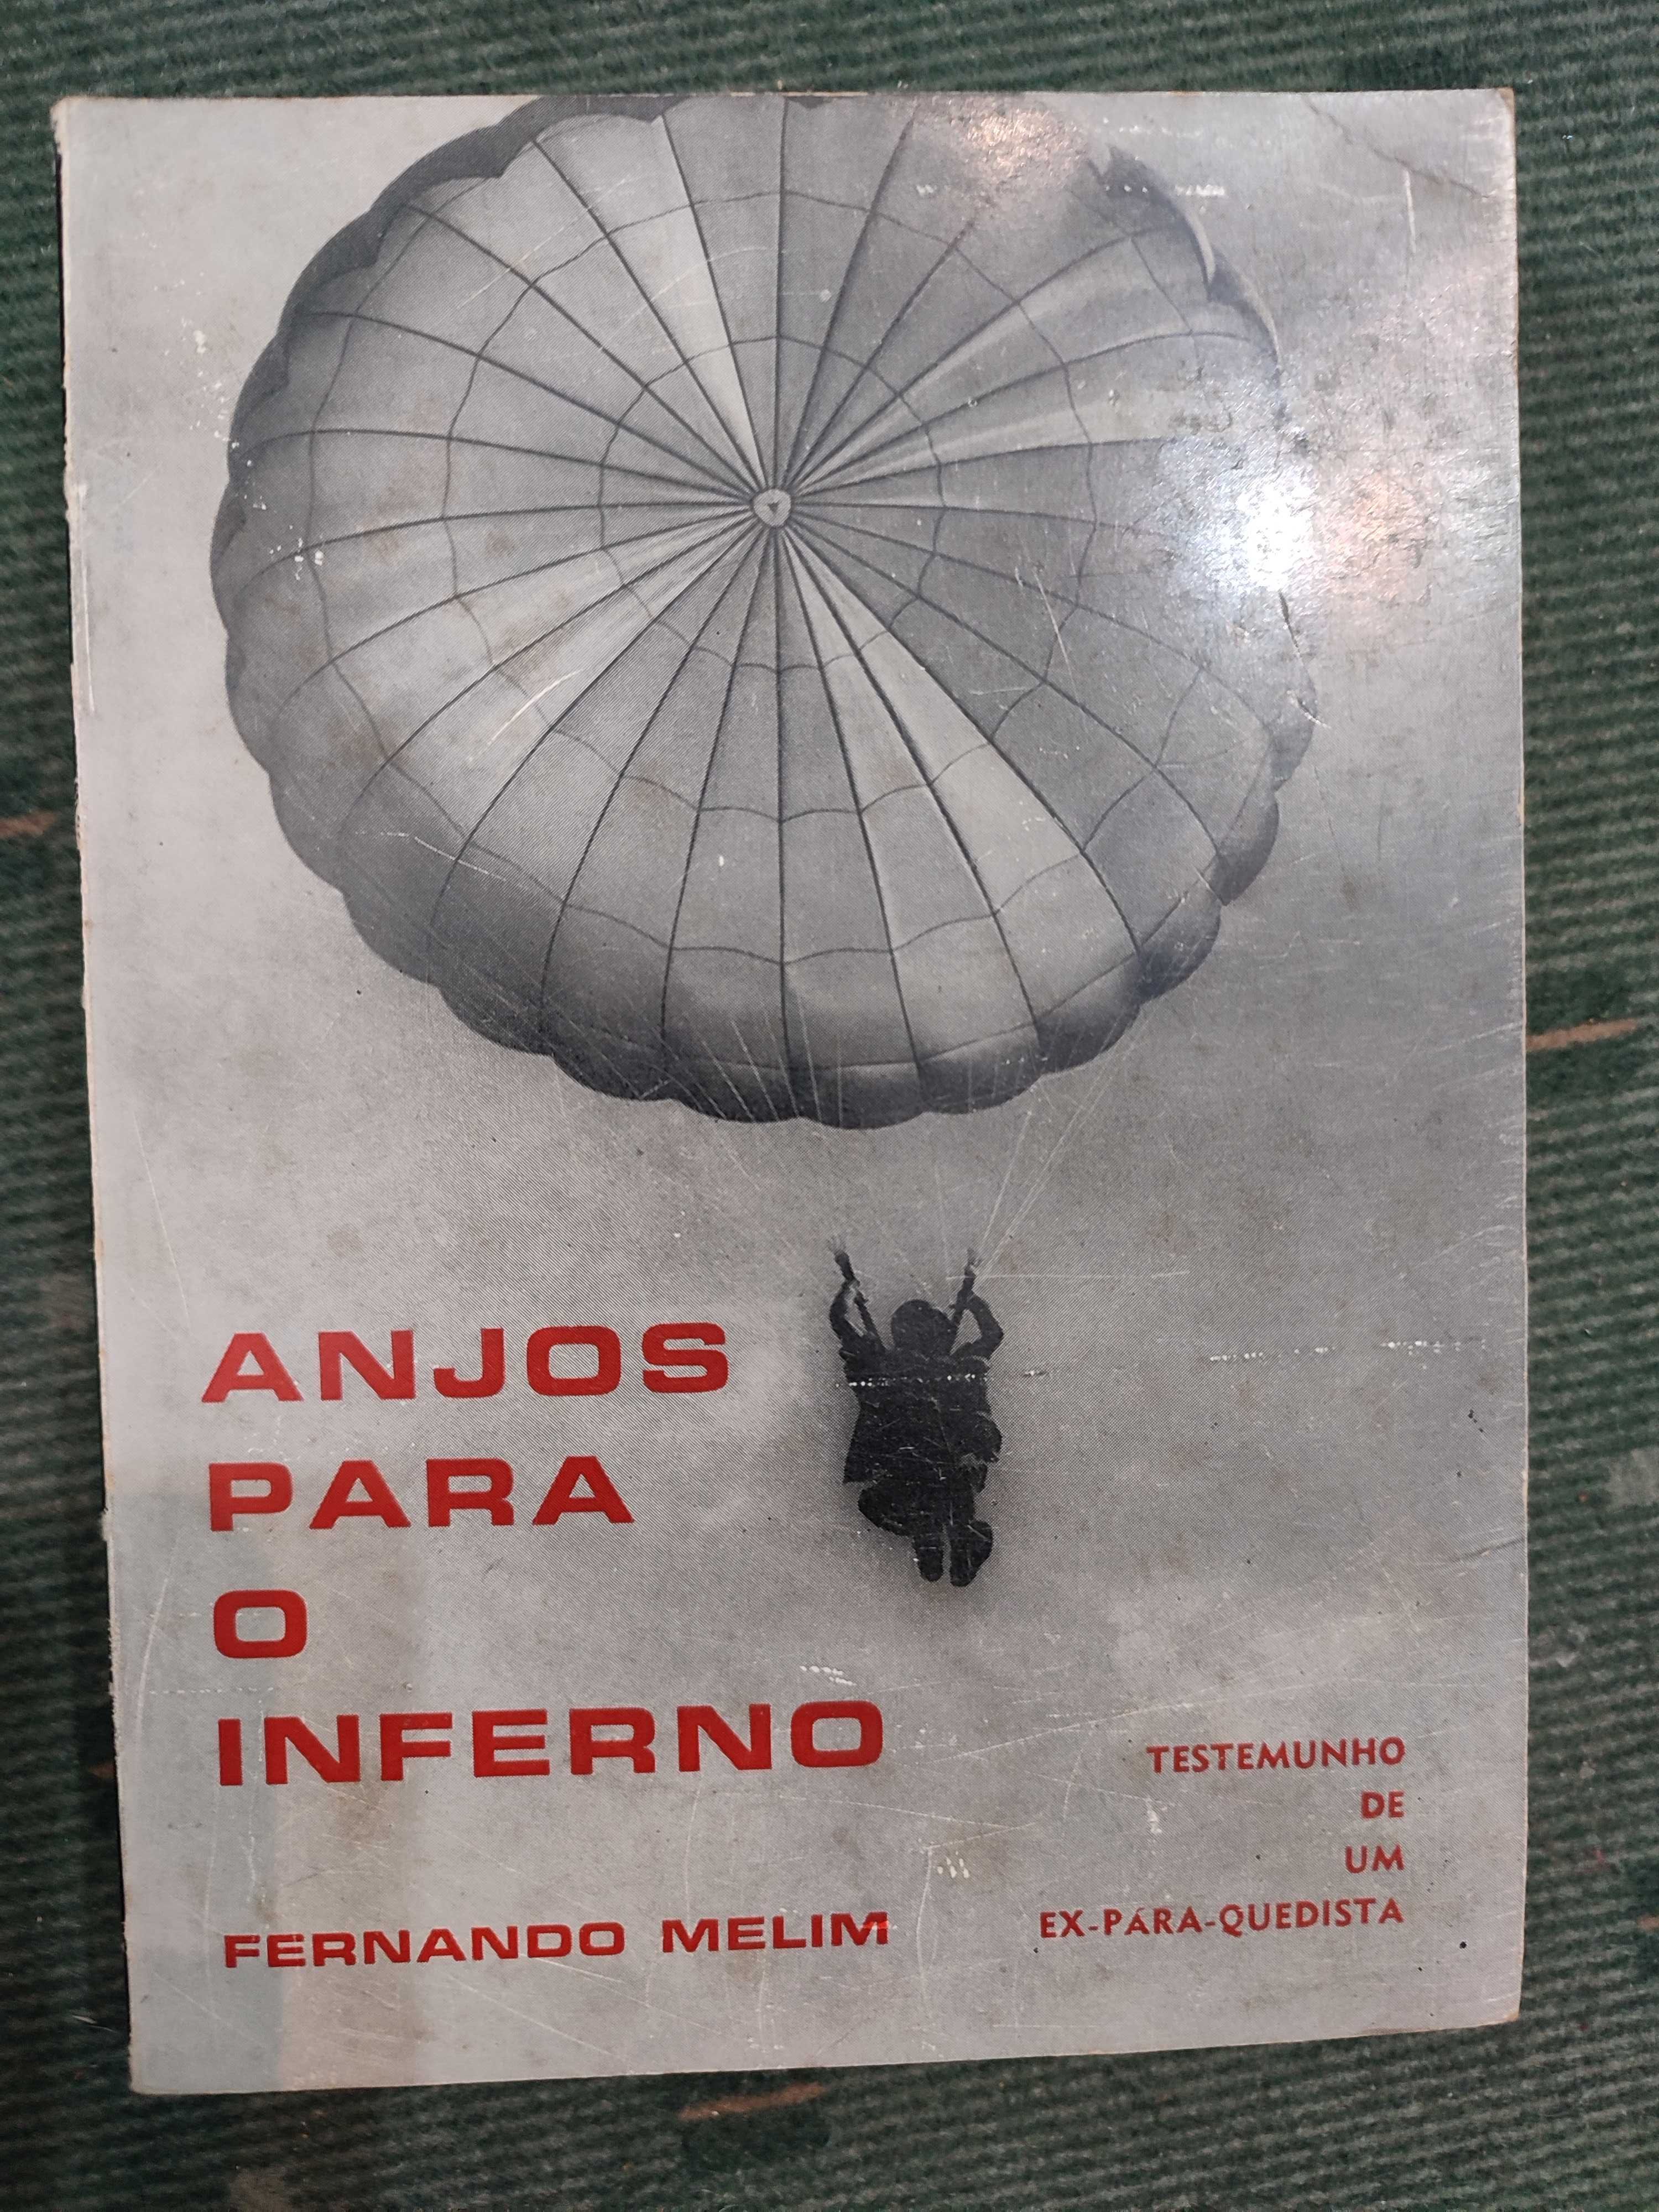 ANJOS
PARA
O
INFERNO
FERNANDO MELIM
TESTEMUNHO
DE
UM
EX-PÁRA-QUEDISTA